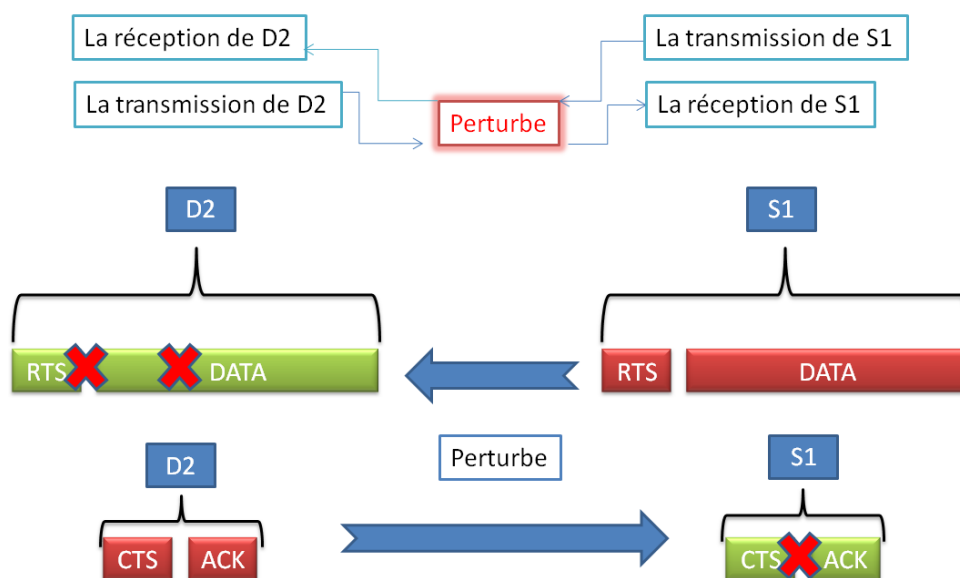 La réception de D2
La transmission de S1
La transmission de D2
Perturbe
La réception de S1
D2
S1
RTS
DATA
RTS
DATA
D2
Perturbe
S1
CTS
ACK
CTS
ACK